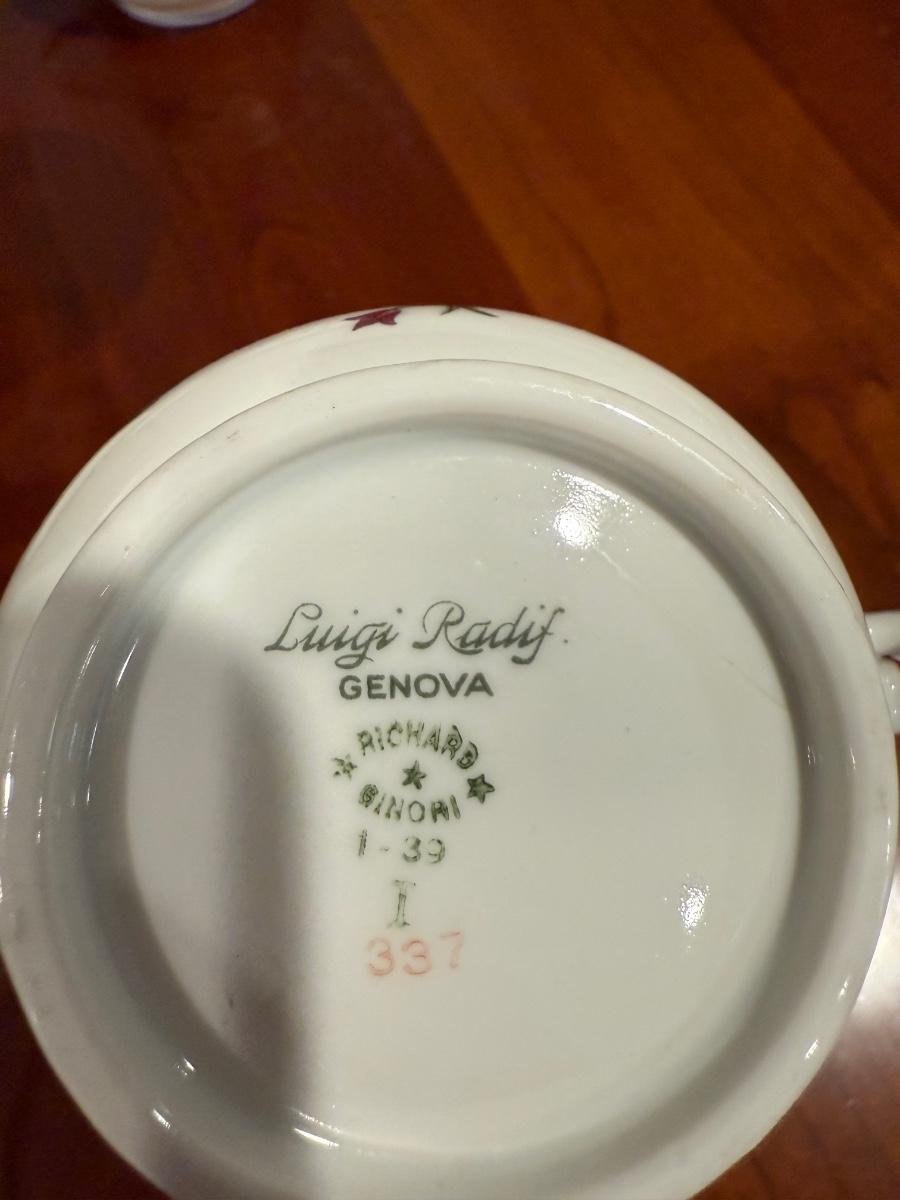 Luigi Radif.
GENOVA
RICHARD
GINORI
1-39
I
337